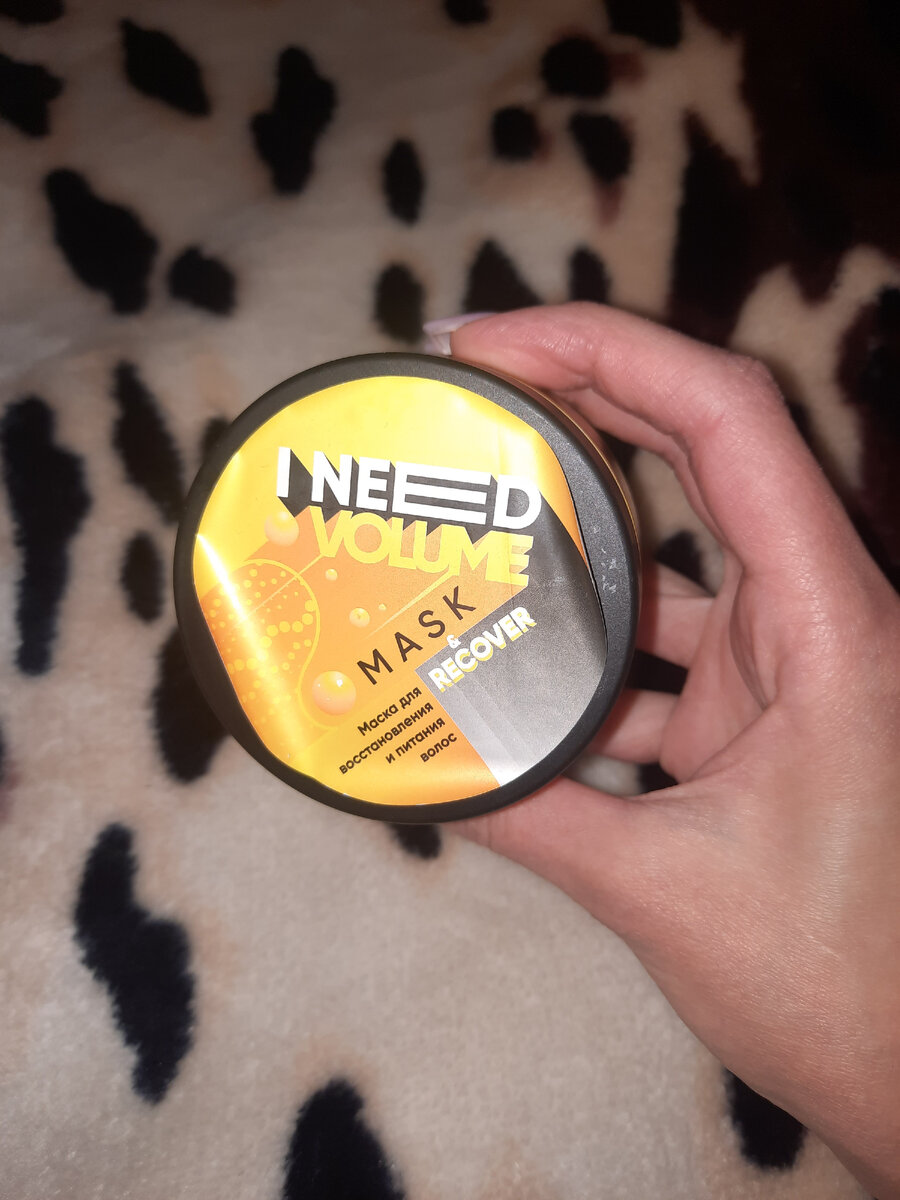 I NEED
VOLUME
MASK
&
RECOVER
Маска для
восстановления
и питания
волос